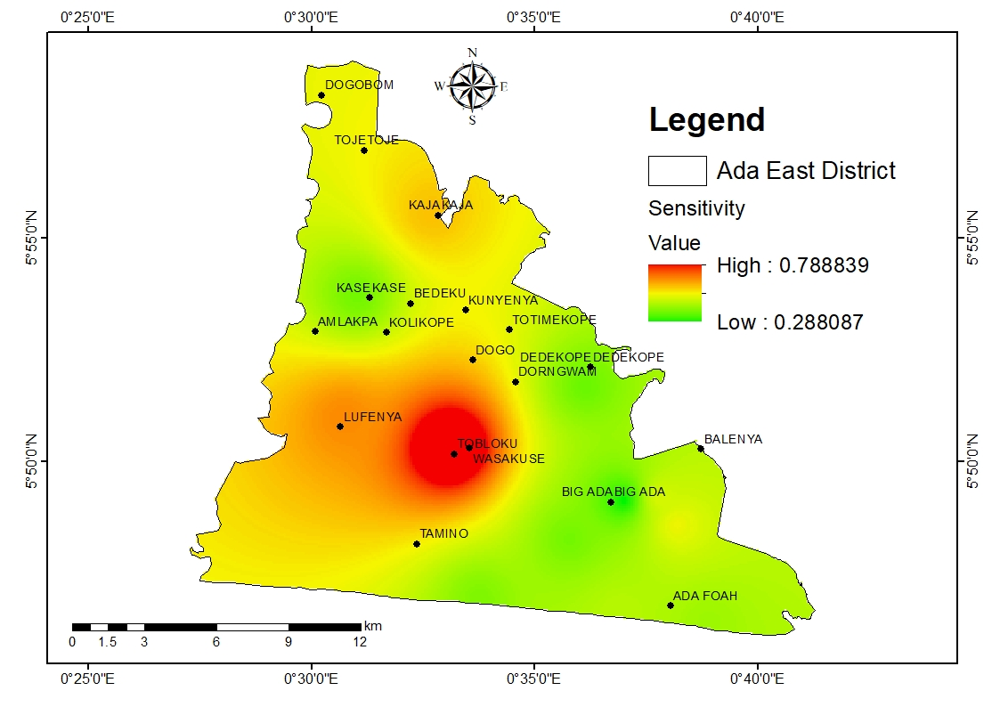 0°25'0"E 0°30'0"E 0°35'0"E 0°40'0"E
N
W E
S
DOGOBOM
TOJETOJE
KAJAKAJA
Legend
Ada East District
Sensitivity
Value
High : 0.788839
Low : 0.288087
5°55'0"N 5°55'0"N
KASEKASE
BEDEKU
KUNYENYA
AMLAKPA
KOLIKOPE
TOTIMEKOPE
DOGO
DEDEKOPEDEDEKOPE
DORNGWAM
LUFENYA
TOBLOKU
WASAKUSE
BALENYA
5°50'0"N 5°50'0"N
BIG ADABIG ADA
TAMINO
ADA FOAH
km
0 1.5 3 6 9 12
0°25'0"E 0°30'0"E 0°35'0"E 0°40'0"E